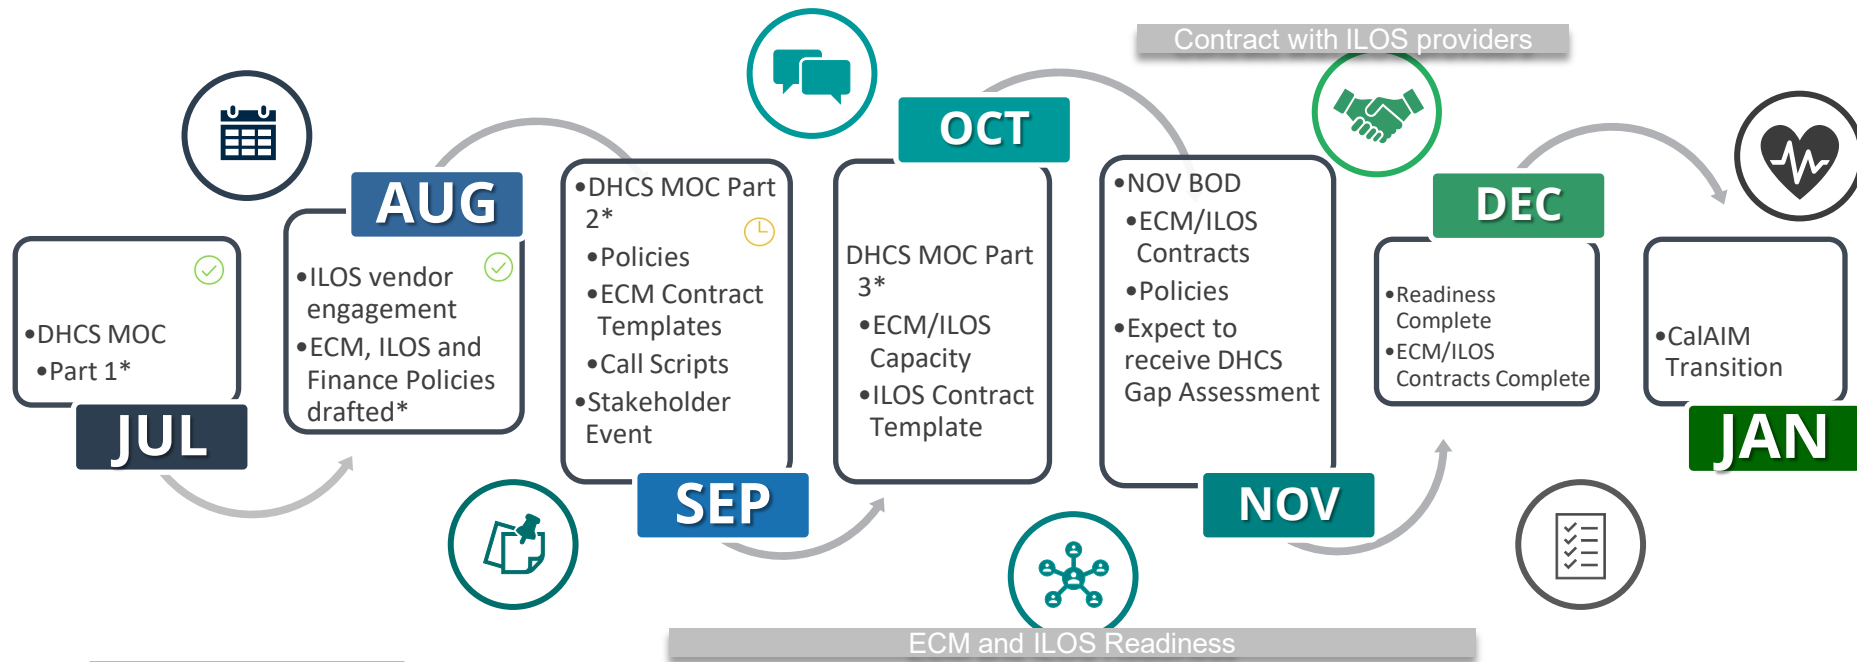 Contract with ILOS providers
•DHCS MOC
•Part 1*
JUL
AUG
•ILOS vendor
engagement
•ECM, ILOS and
Finance Policies
drafted*
•DHCS MOC Part
2*
•Policies
•ECM Contract
Templates
•Call Scripts
•Stakeholder
Event
SEP
OCT
DHCS MOC Part
3*
•ECM/ILOS
Capacity
•ILOS Contract
Template
•NOV BOD
•ECM/ILOS
Contracts
•Policies
•Expect to
receive DHCS
Gap Assessment
NOV
DEC
•Readiness
Complete
•ECM/ILOS
Contracts Complete
•CalAIM
Transition
JAN
ECM and ILOS Readiness